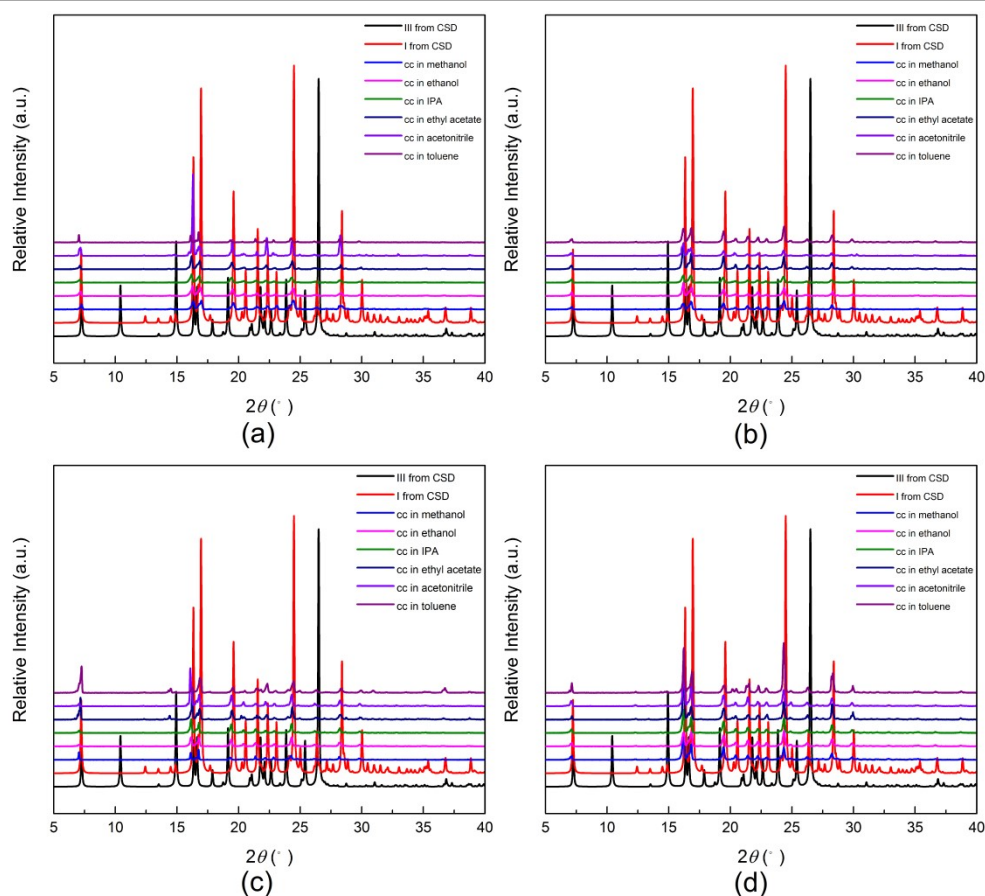 Relative Intensity (a.u.)
III from CSD
I from CSD
cc in methanol
cc in ethanol
cc in IPA
cc in ethyl acetate
cc in acetonitrile
cc in toluene
5 10 15 20 25 30 35 40
2θ (°)
(a)
Relative Intensity (a.u.)
III from CSD
I from CSD
cc in methanol
cc in ethanol
cc in IPA
cc in ethyl acetate
cc in acetonitrile
cc in toluene
5 10 15 20 25 30 35 40
2θ (°)
(b)
Relative Intensity (a.u.)
III from CSD
I from CSD
cc in methanol
cc in ethanol
cc in IPA
cc in ethyl acetate
cc in acetonitrile
cc in toluene
5 10 15 20 25 30 35 40
2θ (°)
(c)
Relative Intensity (a.u.)
III from CSD
I from CSD
cc in methanol
cc in ethanol
cc in IPA
cc in ethyl acetate
cc in acetonitrile
cc in toluene
5 10 15 20 25 30 35 40
2θ (°)
(d)